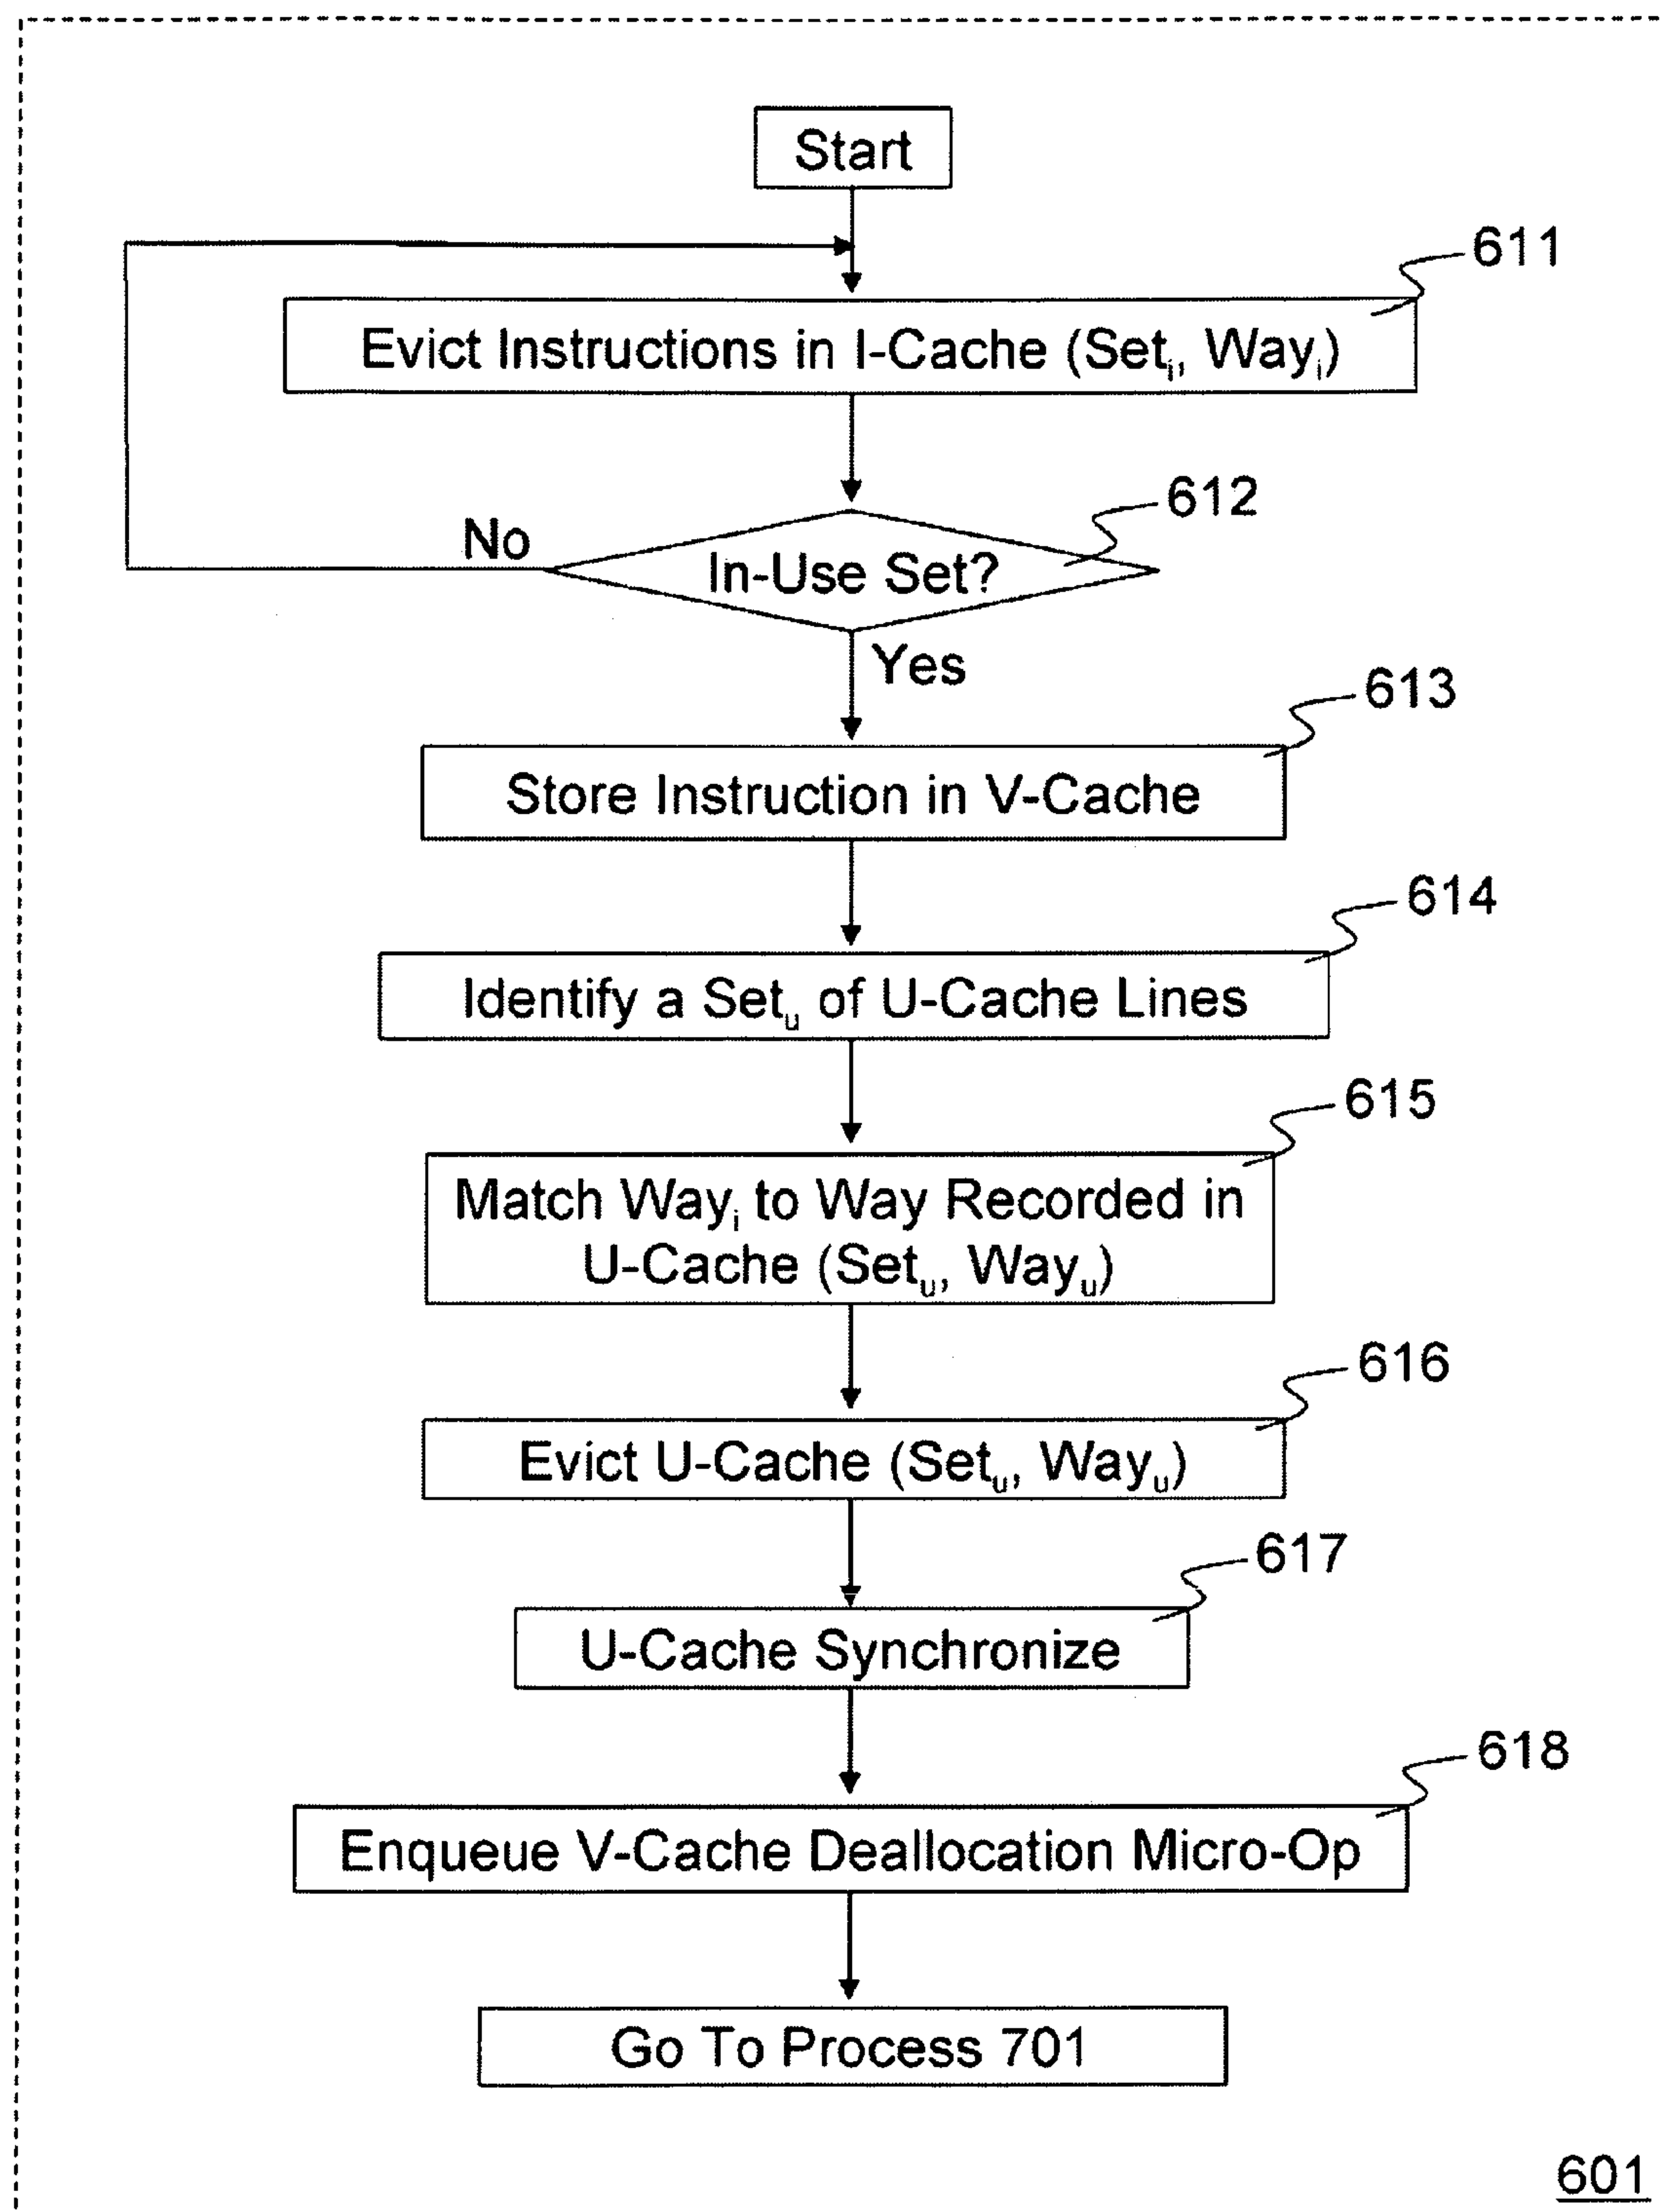 Start
611
Evict Instructions in I-Cache (Setᵢ, Wayᵢ)
612
No
In-Use Set?
Yes
613
Store Instruction in V-Cache
614
Identify a Setᵤ of U-Cache Lines
615
Match Wayᵢ to Way Recorded in
U-Cache (Setᵤ, Wayᵤ)
616
Evict U-Cache (Setᵤ, Wayᵤ)
617
U-Cache Synchronize
618
Enqueue V-Cache Deallocation Micro-Op
Go To Process 701
601